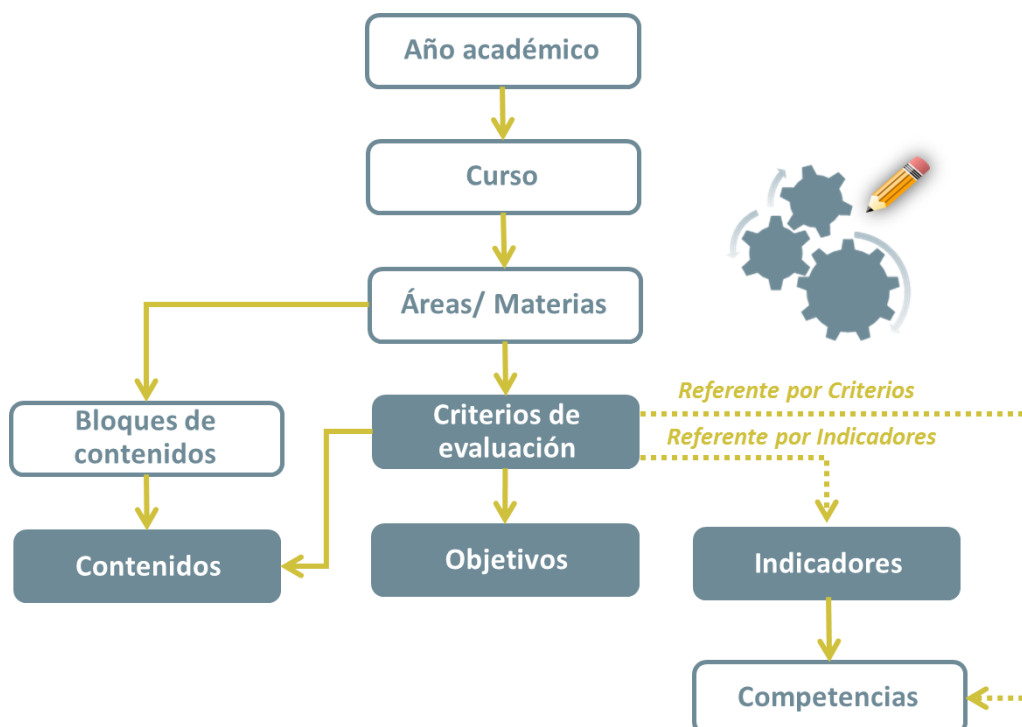 Año académico
Curso
Áreas/ Materias
Referente por Criterios
Bloques de
contenidos
Criterios de
evaluación
Referente por Indicadores
Contenidos
Objetivos
Indicadores
Competencias